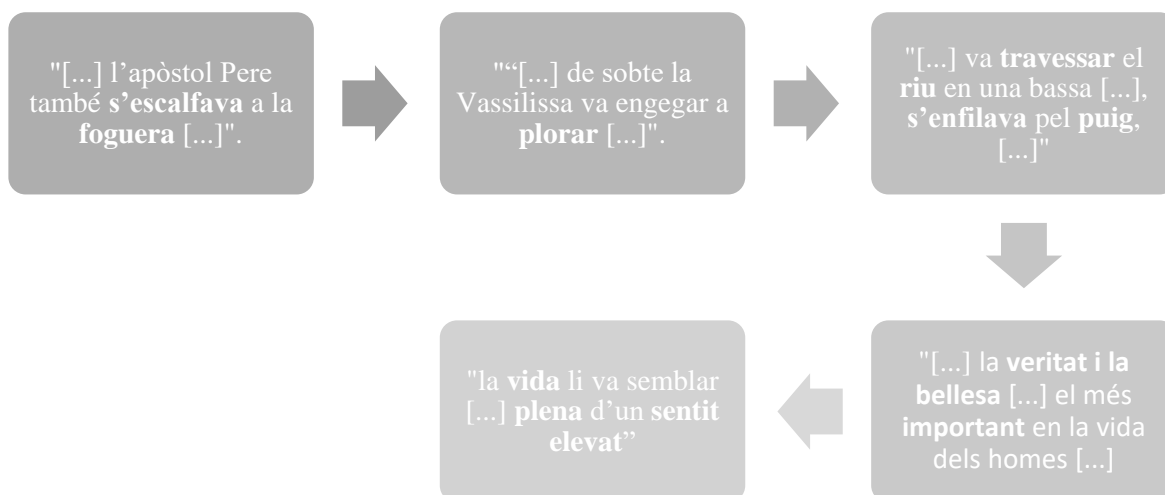 "[...] l’apòstol Pere
també s’escalfava a la
foguera [...]".
"“[...] de sobte la
Vassilissa va engegar a
plorar [...]".
"[...] va travessar el
riu en una bassa [...],
s’enfilava pel puig,
[...]"
"[...] la veritat i la
bellesa [...] el més
important en la vida
dels homes [...]
"la vida li va semblar
[...] plena d’un sentit
elevat”